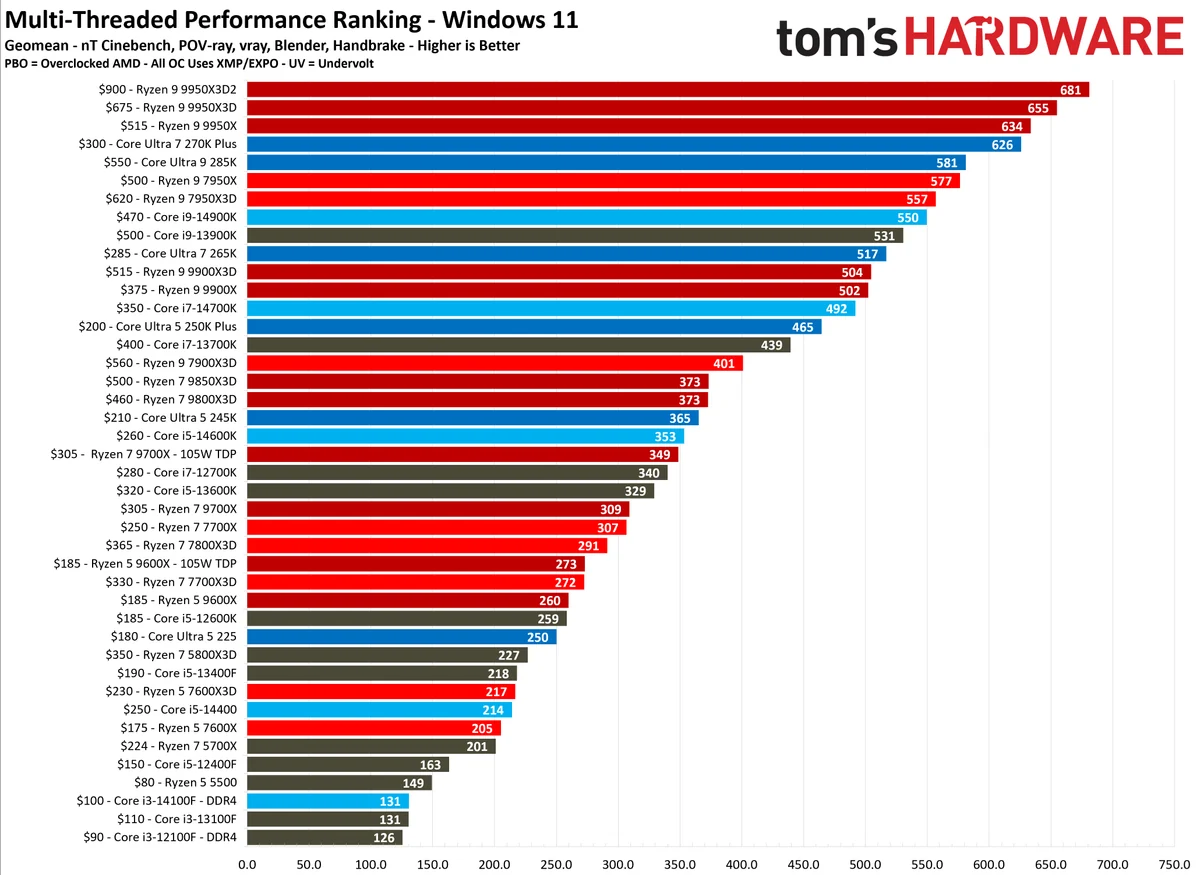 Multi-Threaded Performance Ranking - Windows 11
Geomean - nT Cinebench, POV-ray, vray, Blender, Handbrake - Higher is Better
PBO = Overclocked AMD - All OC Uses XMP/EXPO - UV = Undervolt
tom's HARDWARE
$900 - Ryzen 9 9950X3D2 681
$675 - Ryzen 9 9950X3D 655
$515 - Ryzen 9 9950X 634
$300 - Core Ultra 7 270K Plus 626
$550 - Core Ultra 9 285K 581
$500 - Ryzen 9 7950X 577
$620 - Ryzen 9 7950X3D 557
$470 - Core i9-14900K 550
$500 - Core i9-13900K 531
$285 - Core Ultra 7 265K 517
$515 - Ryzen 9 9900X3D 504
$375 - Ryzen 9 9900X 502
$350 - Core i7-14700K 492
$200 - Core Ultra 5 250K Plus 465
$400 - Core i7-13700K 439
$560 - Ryzen 9 7900X3D 401
$500 - Ryzen 7 9850X3D 373
$460 - Ryzen 7 9800X3D 373
$210 - Core Ultra 5 245K 365
$260 - Core i5-14600K 353
$305 - Ryzen 7 9700X - 105W TDP 349
$280 - Core i7-12700K 340
$320 - Core i5-13600K 329
$305 - Ryzen 7 9700X 309
$250 - Ryzen 7 7700X 307
$365 - Ryzen 7 7800X3D 291
$185 - Ryzen 5 9600X - 105W TDP 273
$330 - Ryzen 7 7700X3D 272
$185 - Ryzen 5 9600X 260
$185 - Core i5-12600K 259
$180 - Core Ultra 5 225 250
$350 - Ryzen 7 5800X3D 227
$190 - Core i5-13400F 218
$230 - Ryzen 5 7600X3D 217
$250 - Core i5-14400 214
$175 - Ryzen 5 7600X 205
$224 - Ryzen 7 5700X 201
$150 - Core i5-12400F 163
$80 - Ryzen 5 5500 149
$100 - Core i3-14100F - DDR4 131
$110 - Core i3-13100F 131
$90 - Core i3-12100F - DDR4 126
0.0 50.0 100.0 150.0 200.0 250.0 300.0 350.0 400.0 450.0 500.0 550.0 600.0 650.0 700.0 750.0